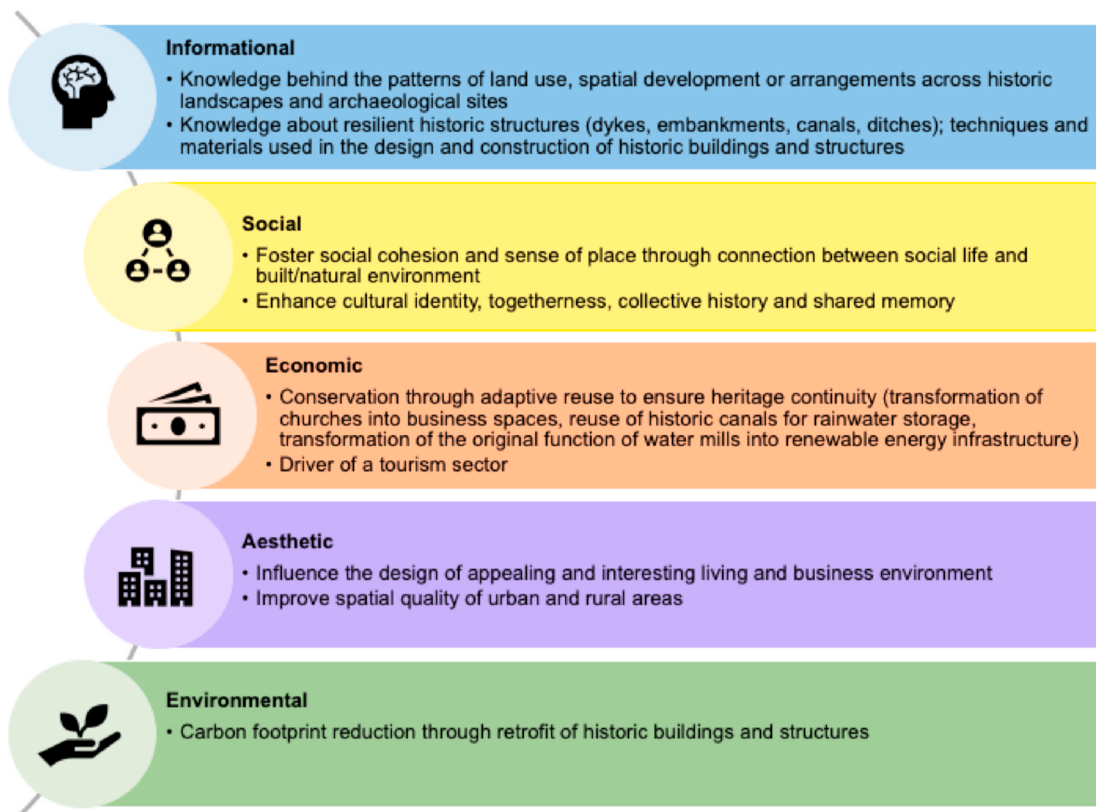 Informational
• Knowledge behind the patterns of land use, spatial development or arrangements across historic
landscapes and archaeological sites
• Knowledge about resilient historic structures (dykes, embankments, canals, ditches); techniques and
materials used in the design and construction of historic buildings and structures
Social
• Foster social cohesion and sense of place through connection between social life and
built/natural environment
• Enhance cultural identity, togetherness, collective history and shared memory
Economic
• Conservation through adaptive reuse to ensure heritage continuity (transformation of
churches into business spaces, reuse of historic canals for rainwater storage,
transformation of the original function of water mills into renewable energy infrastructure)
• Driver of a tourism sector
Aesthetic
• Influence the design of appealing and interesting living and business environment
• Improve spatial quality of urban and rural areas
Environmental
• Carbon footprint reduction through retrofit of historic buildings and structures